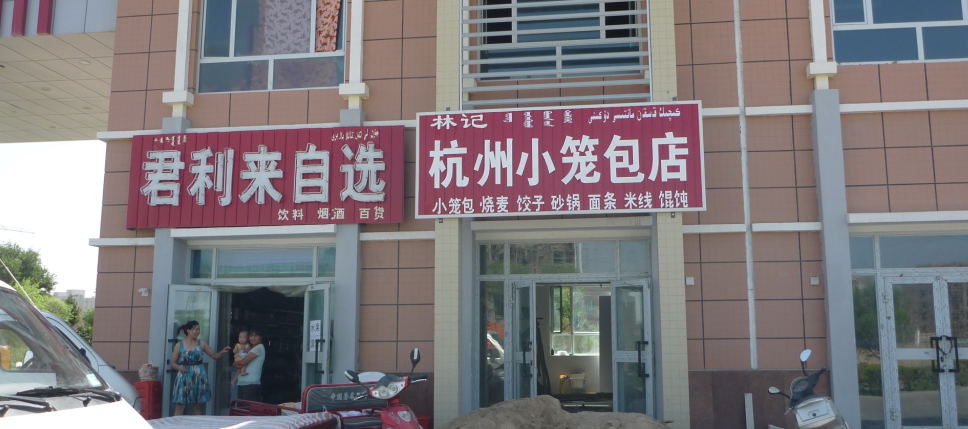 君利来自选
饮料 烟酒 百货
林记
杭州小笼包店
小笼包 烧麦 饺子 砂锅 面条 米线 馄饨